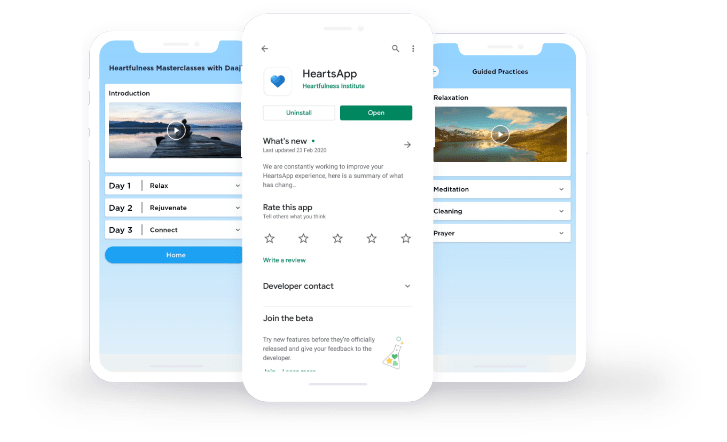 Heartfulness Masterclasses with Daaj
Introduction
Day 1 Relax
Day 2 Rejuvenate
Day 3 Connect
Home
HeartsApp
Heartfulness Institute
Uninstall
Open
What's new
Last updated 23 Feb 2020
We are constantly working to improve your
HeartsApp experience, here is a summary of what
has chang..
Rate this app
Tell others what you think
Write a review
Developer contact
Join the beta
Try new features before they're officially
released and give your feedback to the
developer.
Join Learn more
Guided Practices
Relaxation
Meditation
Cleaning
Prayer